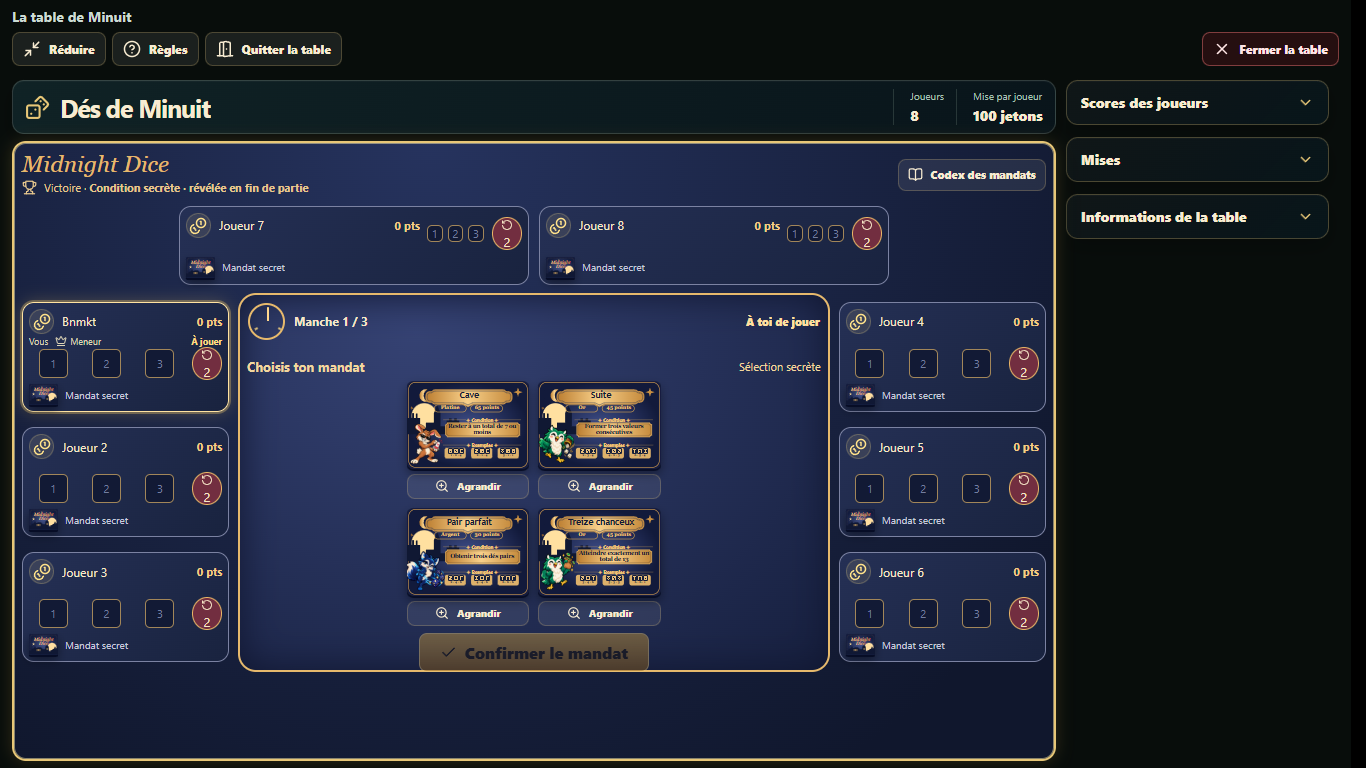 La table de Minuit
Réduire
Règles
Quitter la table
Fermer la table
Dés de Minuit
Joueurs
8
Mise par joueur
100 jetons
Scores des joueurs
Mises
Informations de la table
Midnight Dice
Victoire · Condition secrète · révélée en fin de partie
Codex des mandats
Joueur 7
0 pts
1 2 3
2
Mandat secret
Joueur 8
0 pts
1 2 3
2
Mandat secret
Bnmkt
0 pts
Vous Meneur
À jouer
1 2 3
2
Mandat secret
Joueur 2
0 pts
1 2 3
2
Mandat secret
Joueur 3
0 pts
1 2 3
2
Mandat secret
Manche 1 / 3
À toi de jouer
Choisis ton mandat
Sélection secrète
Cave
Platine 65 points
Condition
Rester à un total de 7 ou moins
Exemples
Agrandir
Suite
Or 45 points
Condition
Former trois valeurs consécutives
Exemples
Agrandir
Pair parfait
Argent 30 points
Condition
Obtenir trois dés pairs
Exemples
Agrandir
Treize chanceux
Or 45 points
Condition
Atteindre exactement un total de 13
Exemples
Agrandir
Confirmer le mandat
Joueur 4
0 pts
1 2 3
2
Mandat secret
Joueur 5
0 pts
1 2 3
2
Mandat secret
Joueur 6
0 pts
1 2 3
2
Mandat secret